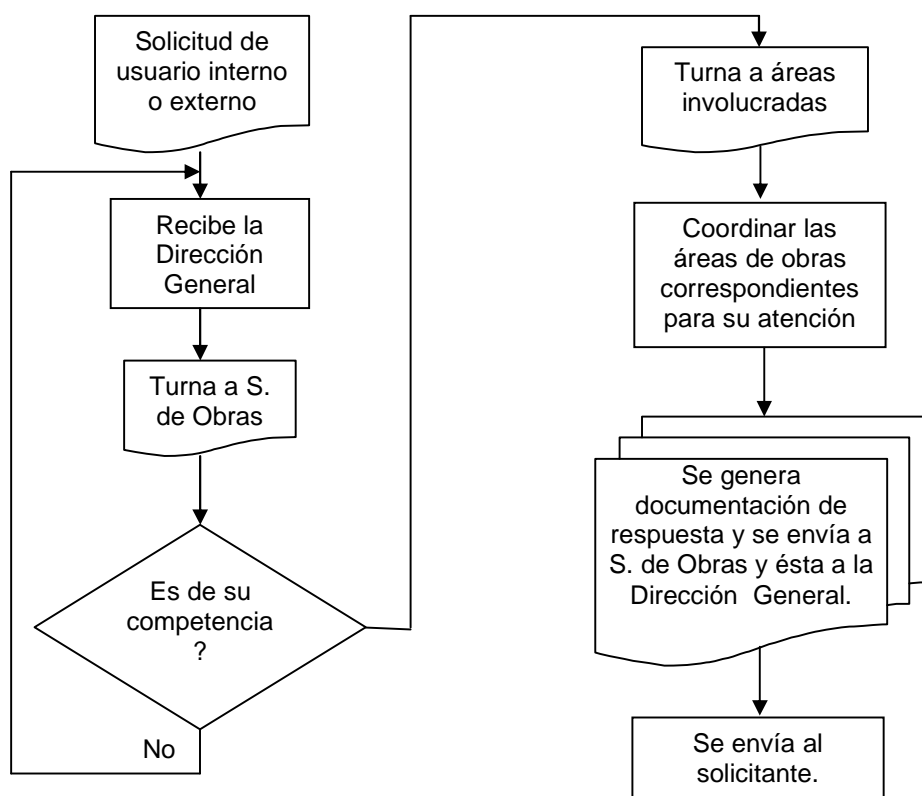 Solicitud de
usuario interno
o externo
Recibe la
Dirección
General
Turna a S.
de Obras
Es de su
competencia
?
No
Turna a áreas
involucradas
Coordinar las
áreas de obras
correspondientes
para su atención
Se genera
documentación de
respuesta y se envía a
S. de Obras y ésta a la
Dirección General.
Se envía al
solicitante.